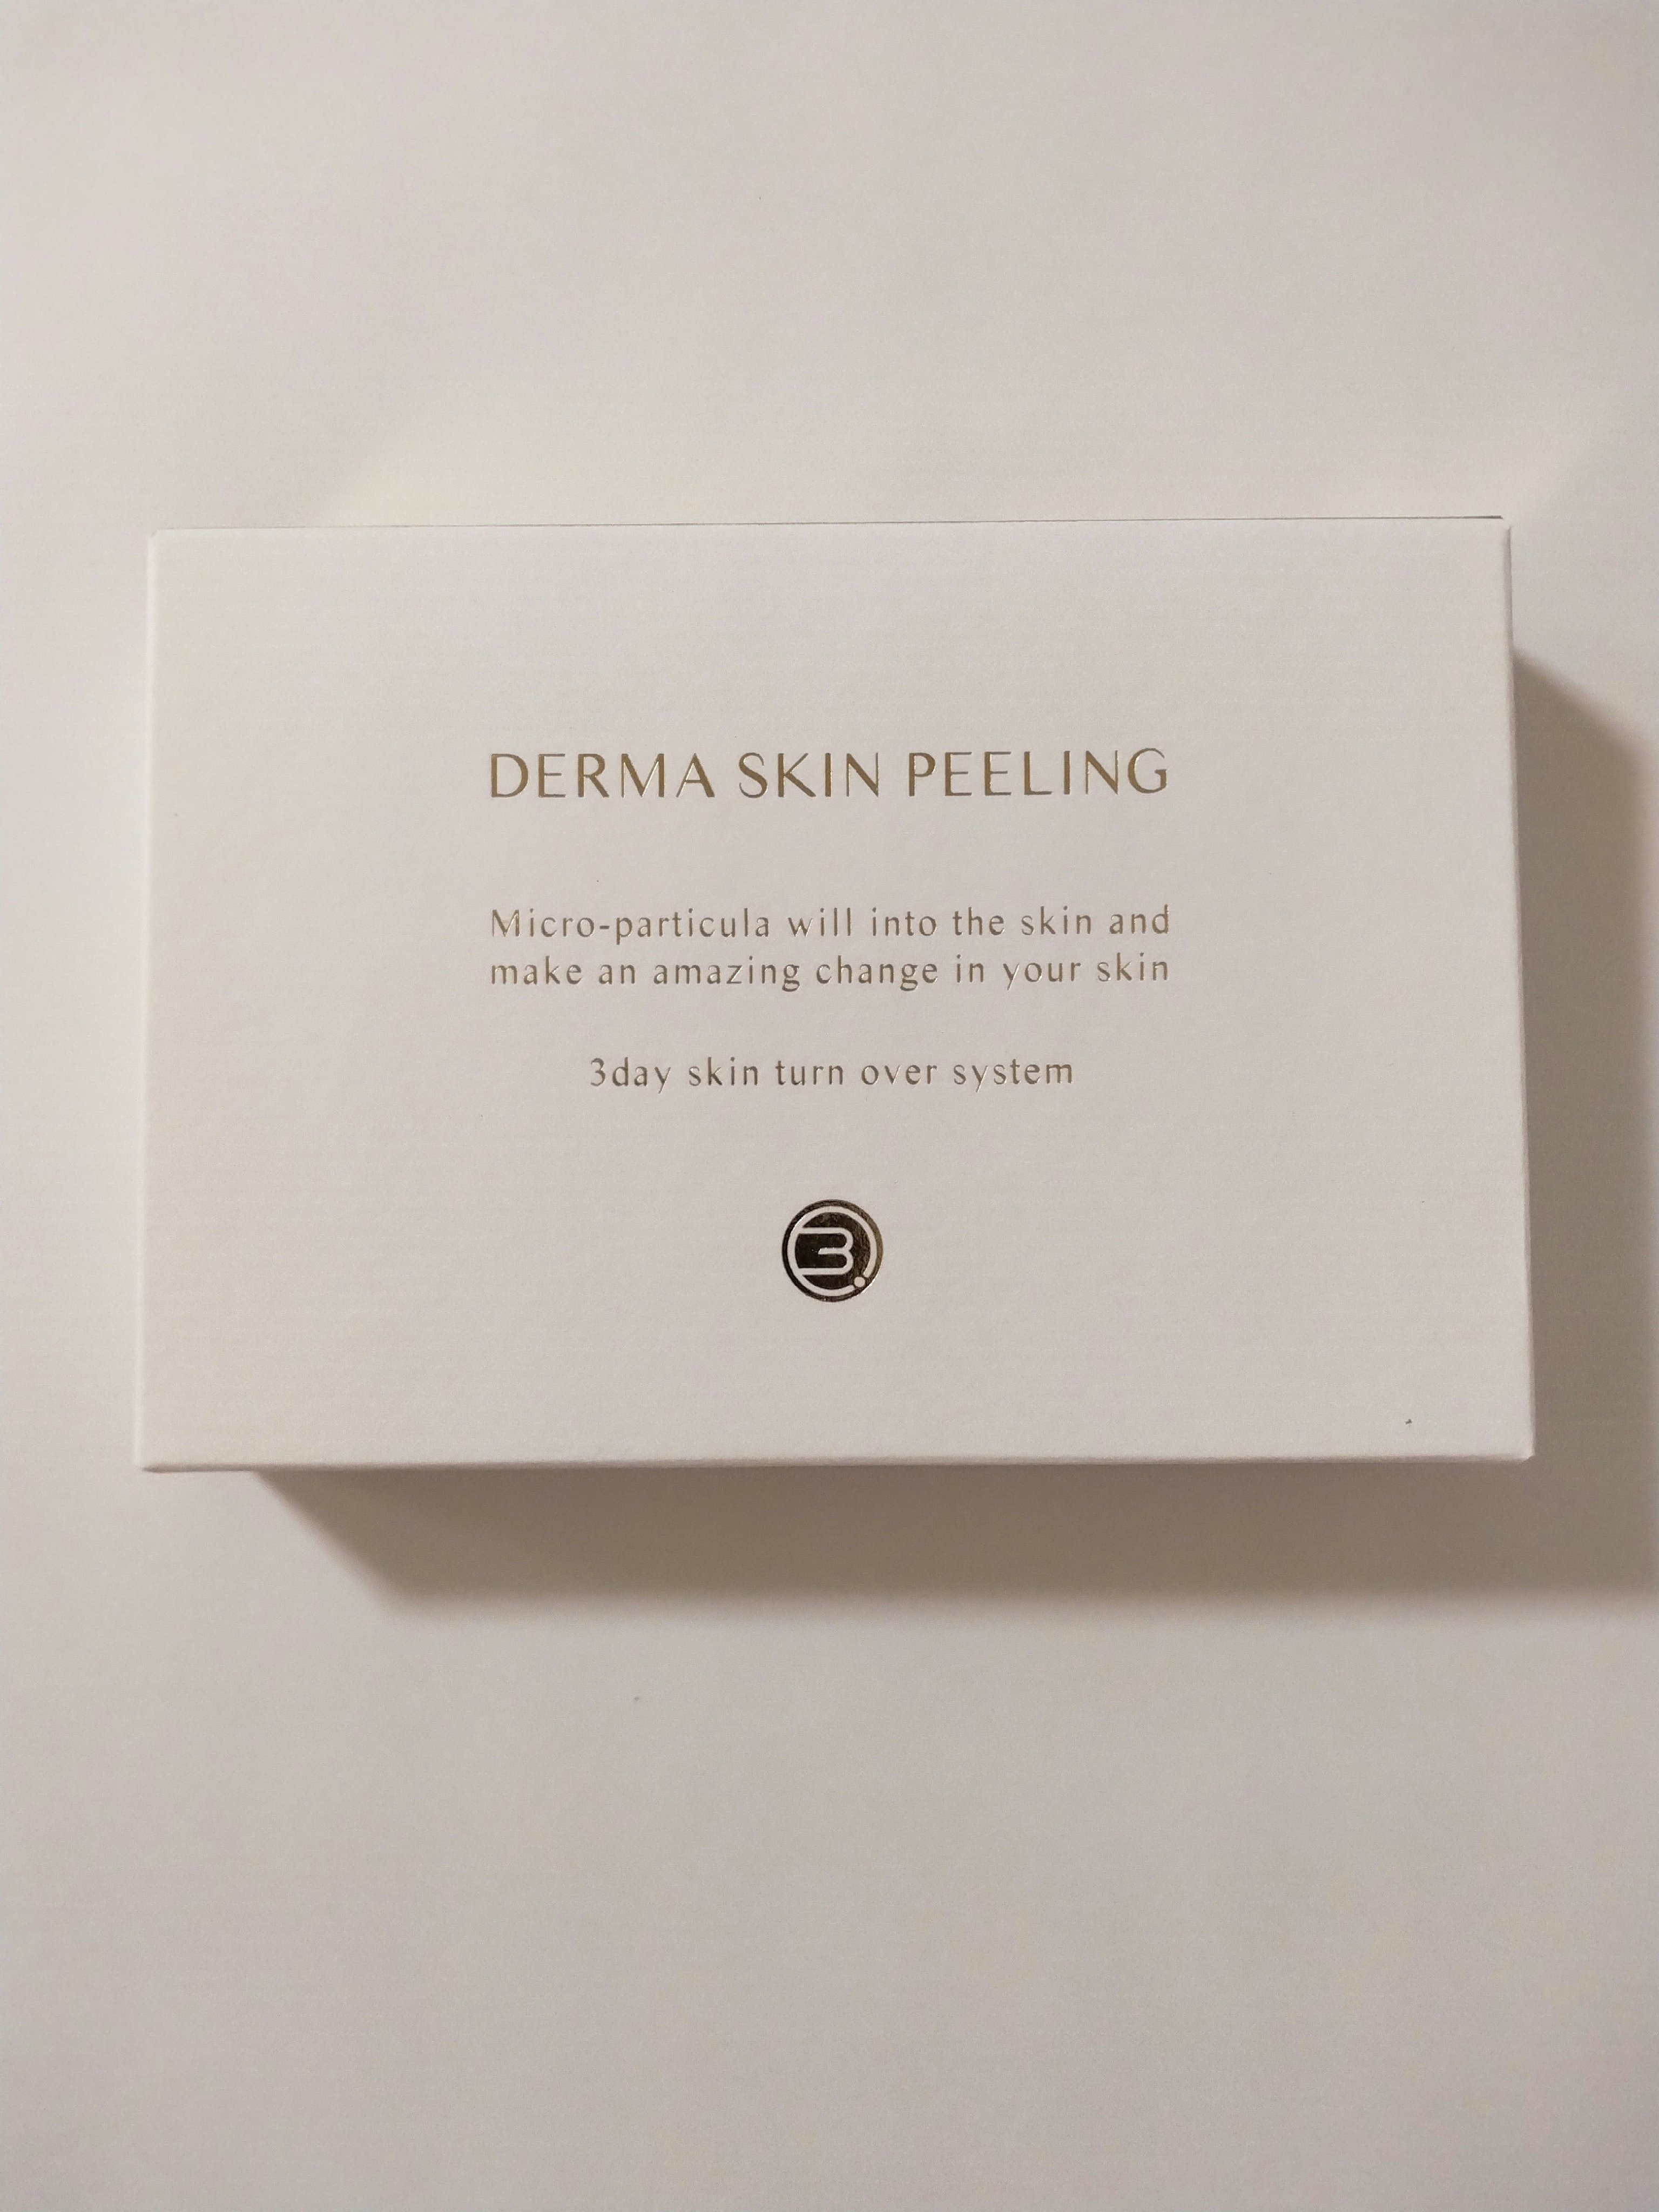 DERMA SKIN PEELING
Micro-particula will into the skin and
make an amazing change in your skin
3day skin turn over system
3